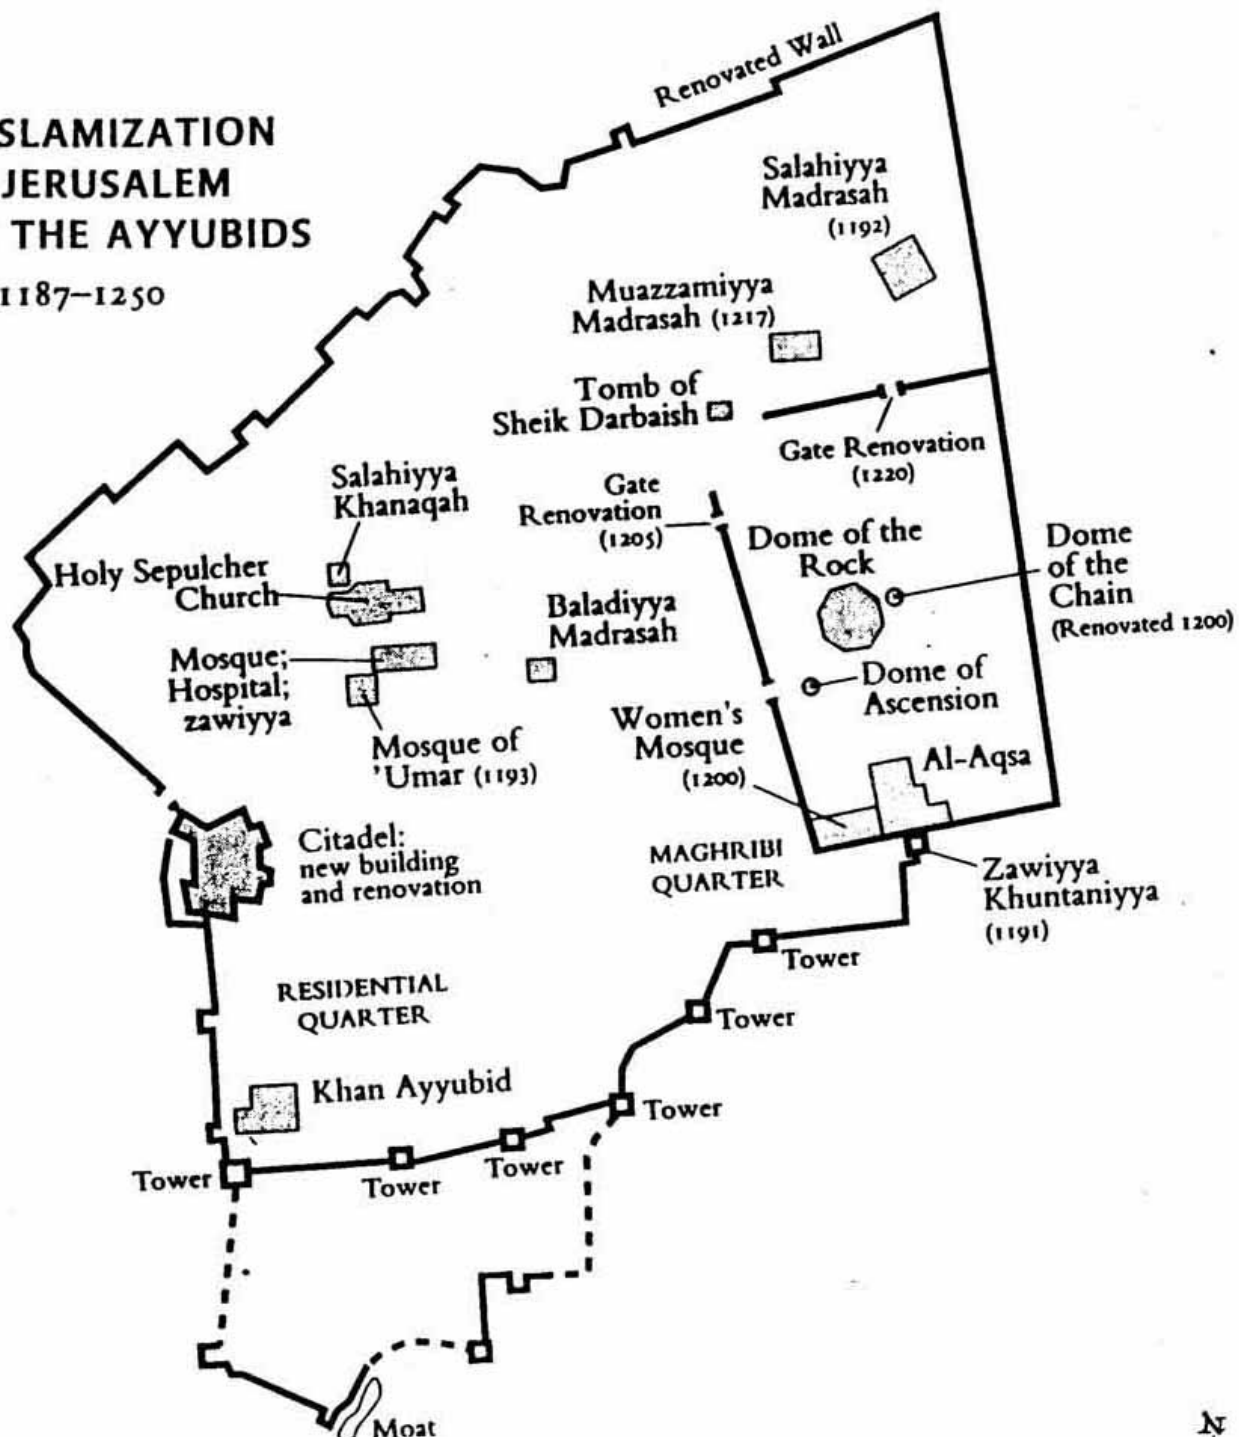 SLAMIZATION
JERUSALEM
THE AYYUBIDS
1187–1250
Renovated Wall
Salahiyya
Madrasah
(1192)
Muazzamiyya
Madrasah (1217)
Tomb of
Sheik Darbaish
Gate Renovation
(1220)
Salahiyya
Khanaqah
Gate
Renovation
(1205)
Dome of the
Rock
Dome
of the
Chain
(Renovated 1200)
Holy Sepulcher
Church
Baladiyya
Madrasah
Mosque;
Hospital;
zawiyya
Dome of
Ascension
Women's
Mosque
(1200)
Mosque of
'Umar (1193)
Al-Aqsa
Citadel:
new building
and renovation
MAGHRIBI
QUARTER
Zawiyya
Khuntaniyya
(1191)
Tower
RESIDENTIAL
QUARTER
Tower
Khan Ayyubid
Tower
Tower
Tower
Tower
Moat
N